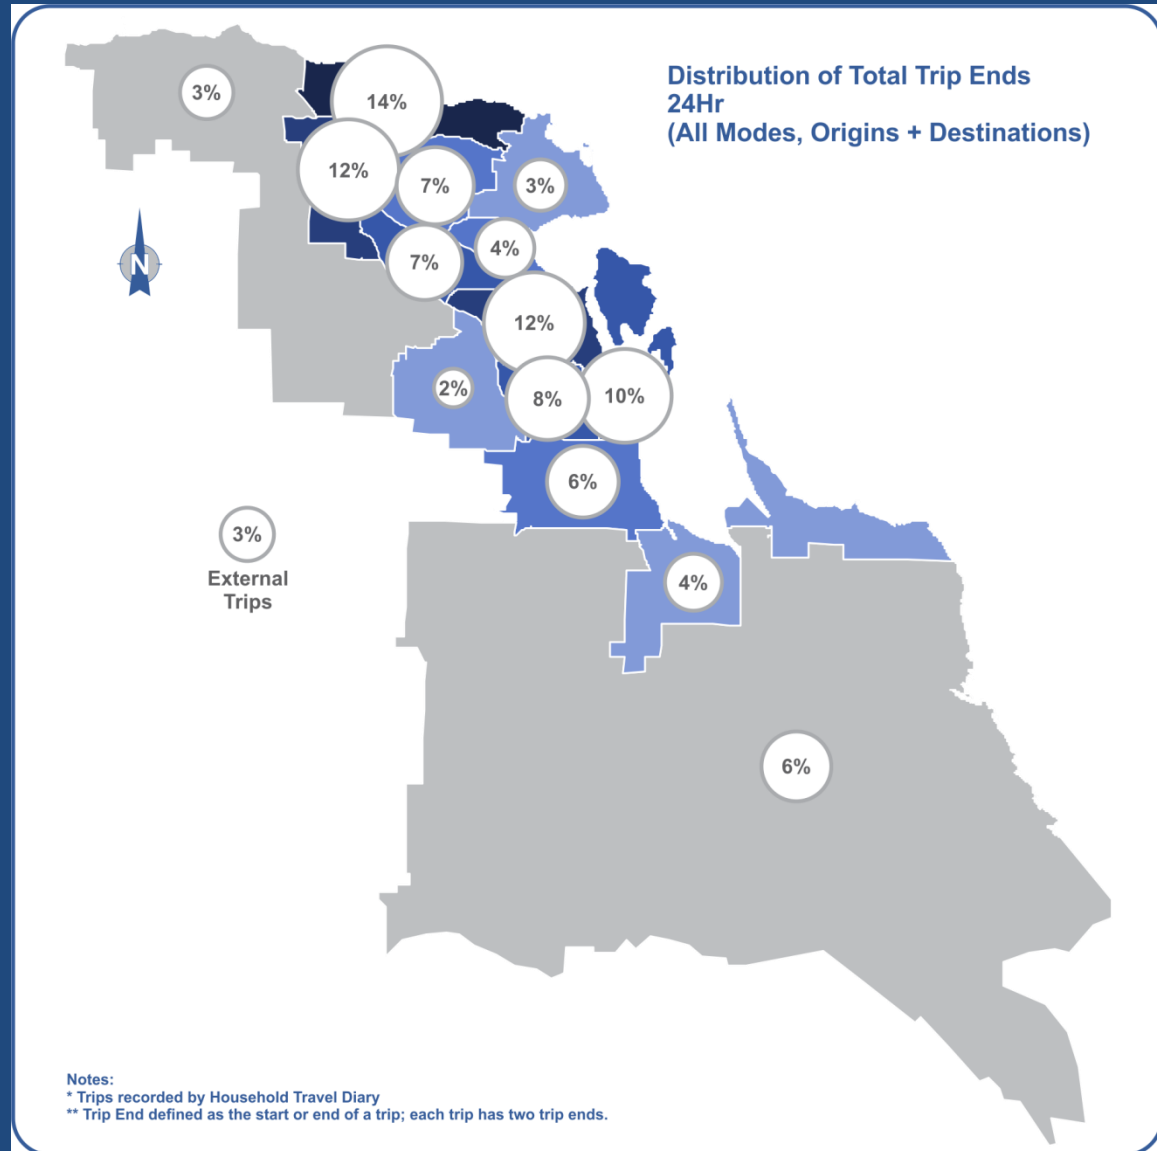 Distribution of Total Trip Ends
24Hr
(All Modes, Origins + Destinations)
3%
14%
12%
7%
3%
4%
7%
N
12%
2%
8%
10%
6%
3%
External
Trips
4%
6%
Notes:
* Trips recorded by Household Travel Diary
** Trip End defined as the start or end of a trip; each trip has two trip ends.